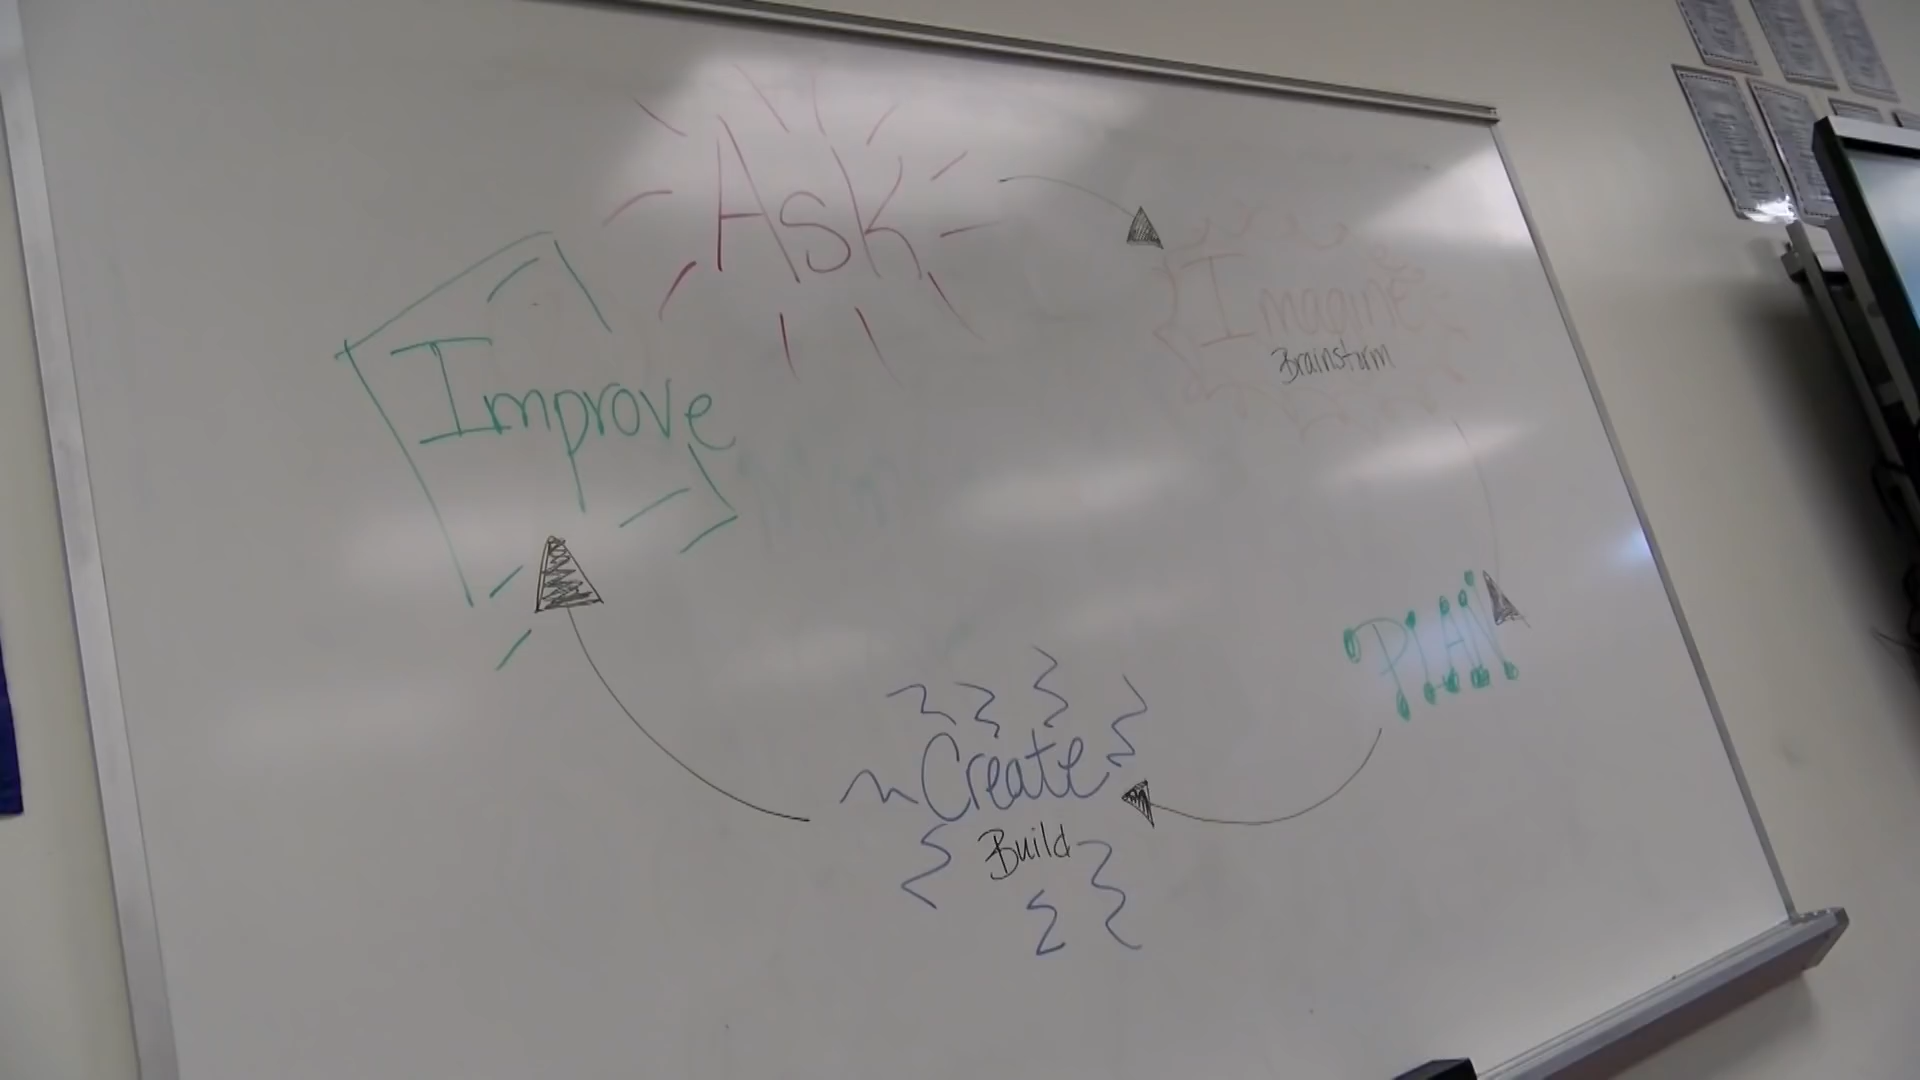 Ask
Imagine
Brainstorm
PLAN
Create
Build
Improve